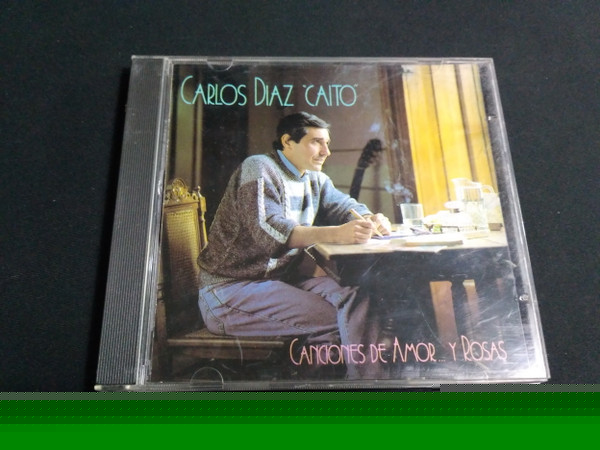 CARLOS DIAZ "CAITO"
CANCIONES DE AMOR... Y ROSAS